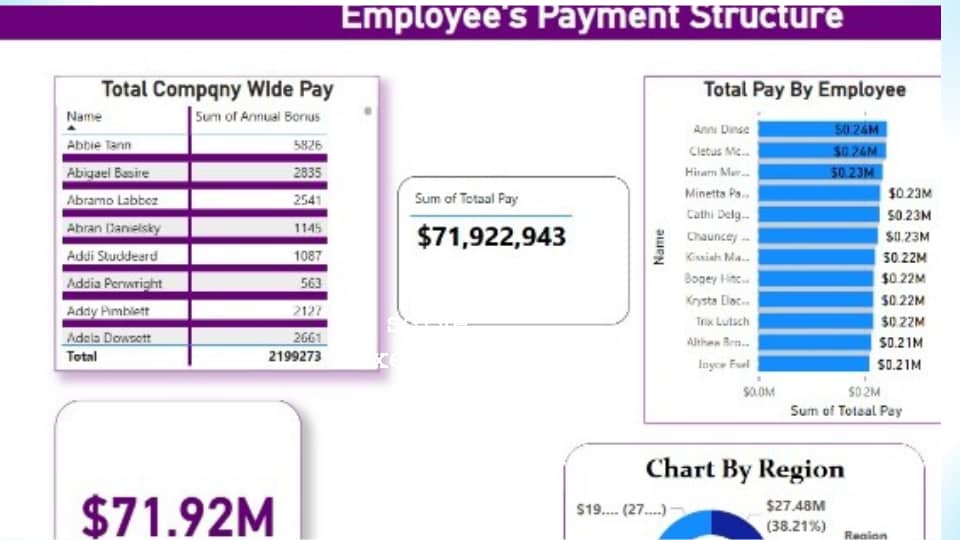 Employee's Payment Structure
Total Compqny WIde Pay
Name Sum of Annual Bonus
Abbie Tann 5826
Abigael Basire 2835
Abramo Labbez 2541
Abran Danielsky 1145
Addi Studdeard 1087
Addia Penwright 563
Addy Pimblett 2127
Adela Dowsett 2661
Total 2199273
Sum of Totaal Pay
$71,922,943
Total Pay By Employee
Anni Dinse $0.24M
Cletus Mc... $0.24M
Hiram Mer... $0.23M
Minetta Pa... $0.23M
Cathi Delg... $0.23M
Chauncey ... $0.23M
Kissiah Ma... $0.22M
Bogey Hitc... $0.22M
Krysta Elac... $0.22M
Trix Lutsch $0.22M
Althea Bro... $0.21M
Joyce Esel $0.21M
Name
$0.0M $0.2M
Sum of Totaal Pay
$71.92M
Chart By Region
$19.... (27....)
$27.48M
(38.21%)
Region